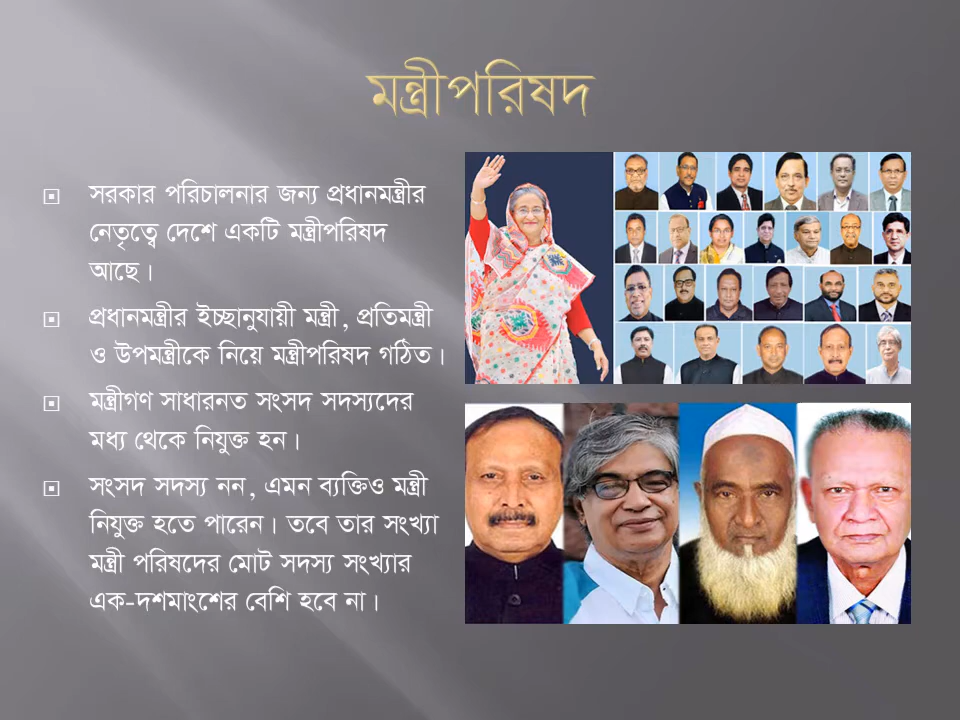 মন্ত্রীপরিষদ
সরকার পরিচালনার জন্য প্রধানমন্ত্রীর
নেতৃত্বে দেশে একটি মন্ত্রীপরিষদ
আছে।
প্রধানমন্ত্রীর ইচ্ছানুযায়ী মন্ত্রী, প্রতিমন্ত্রী
ও উপমন্ত্রীকে নিয়ে মন্ত্রীপরিষদ গঠিত।
মন্ত্রীগণ সাধারনত সংসদ সদস্যদের
মধ্য থেকে নিযুক্ত হন।
সংসদ সদস্য নন, এমন ব্যক্তিও মন্ত্রী
নিযুক্ত হতে পারেন। তবে তার সংখ্যা
মন্ত্রী পরিষদের মোট সদস্য সংখ্যার
এক-দশমাংশের বেশি হবে না।